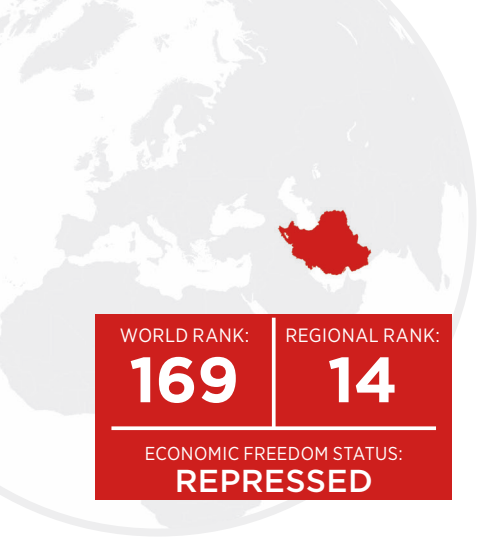 WORLD RANK:
169
REGIONAL RANK:
14
ECONOMIC FREEDOM STATUS:
REPRESSED